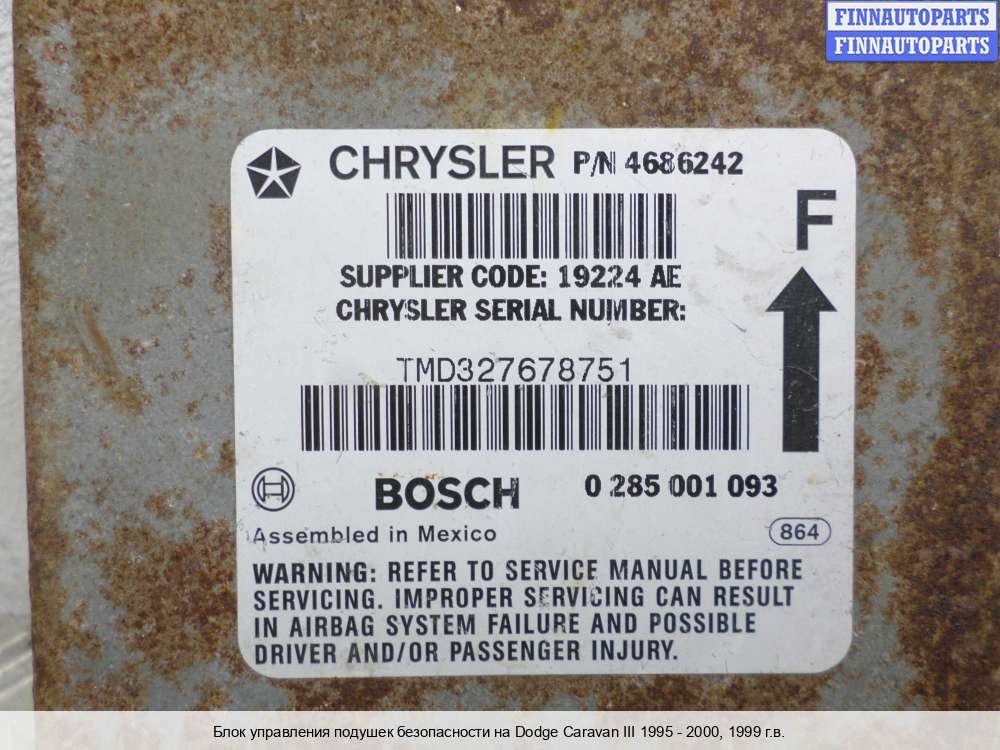 FINNAUTOPARTS
FINNAUTOPARTS
CHRYSLER P/N 4686242
F
SUPPLIER CODE: 19224 AE
CHRYSLER SERIAL NUMBER:
TMD327678751
BOSCH 0 285 001 093
Assembled in Mexico 864
WARNING: REFER TO SERVICE MANUAL BEFORE
SERVICING. IMPROPER SERVICING CAN RESULT
IN AIRBAG SYSTEM FAILURE AND POSSIBLE
DRIVER AND/OR PASSENGER INJURY.
Блок управления подушек безопасности на Dodge Caravan III 1995 - 2000, 1999 г.в.